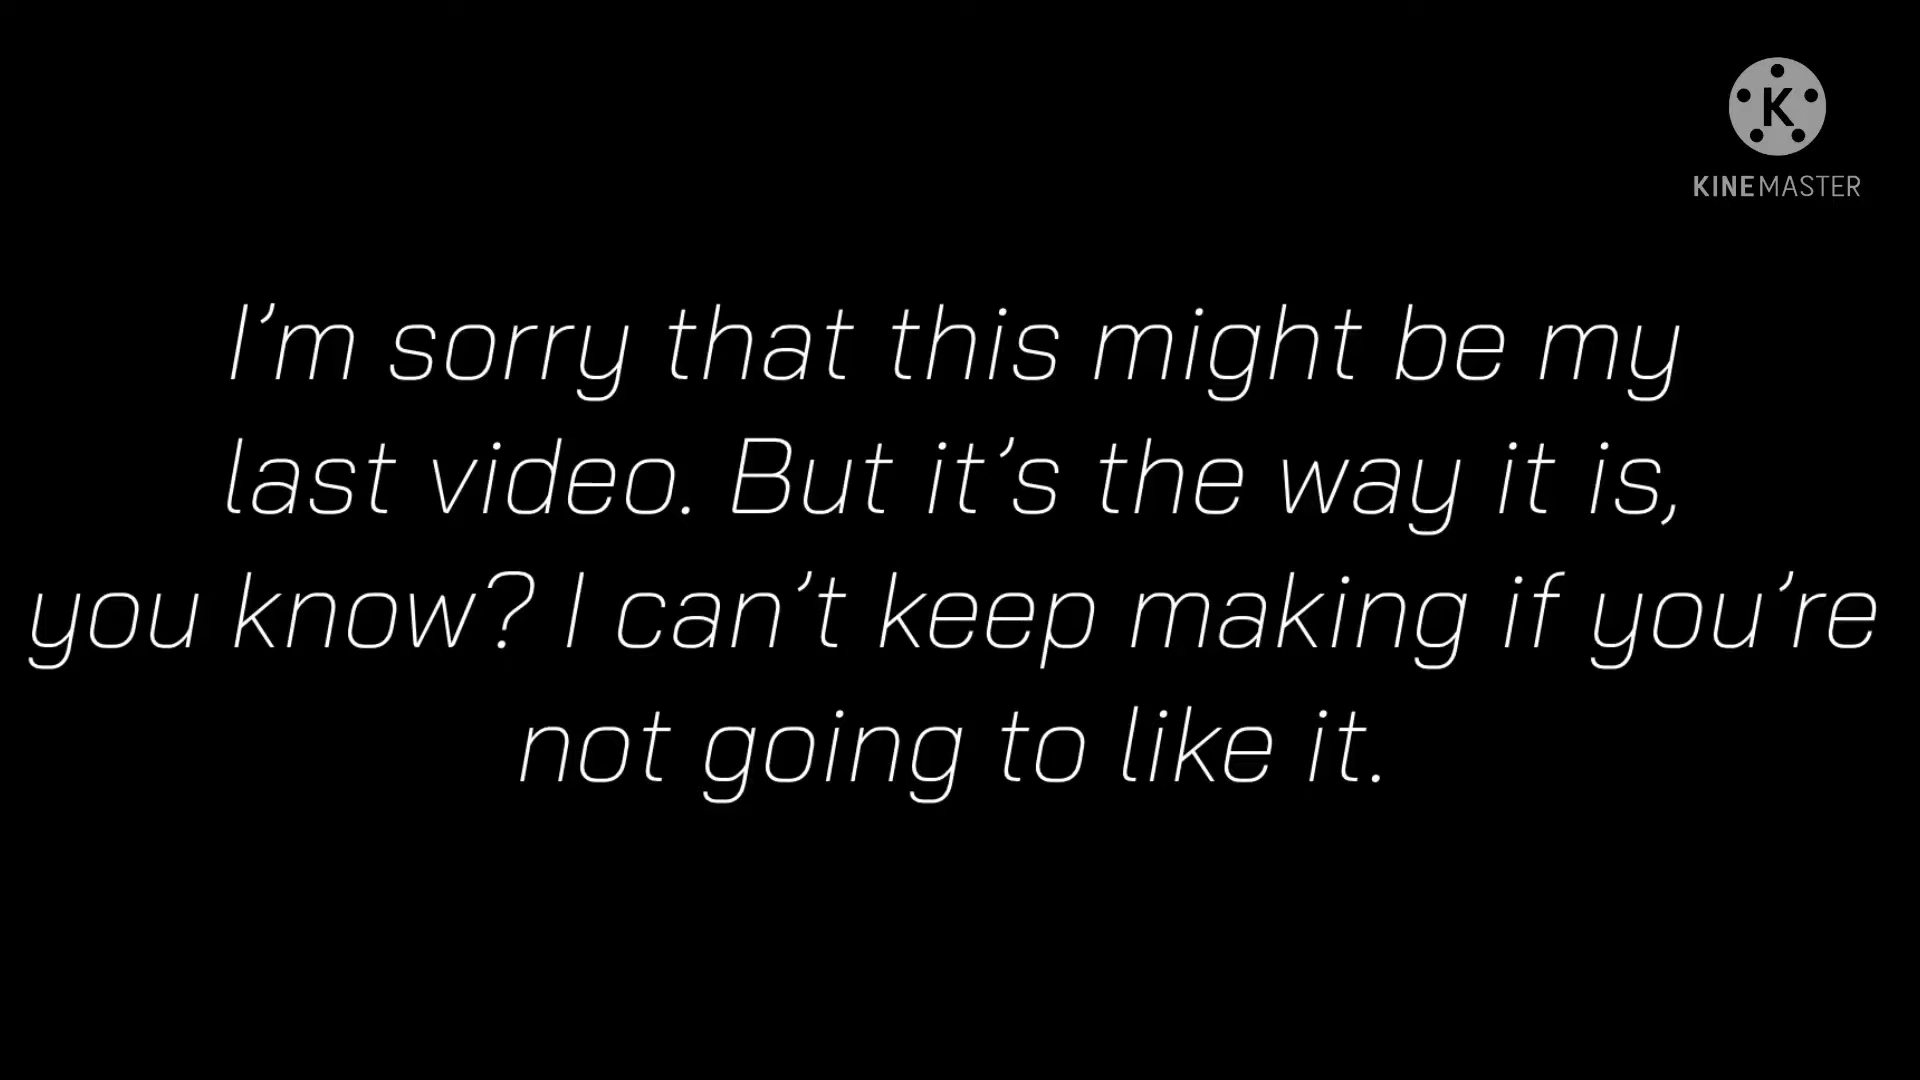 K
KINEMASTER
I'm sorry that this might be my
last video. But it's the way it is,
you know? I can't keep making if you're
not going to like it.